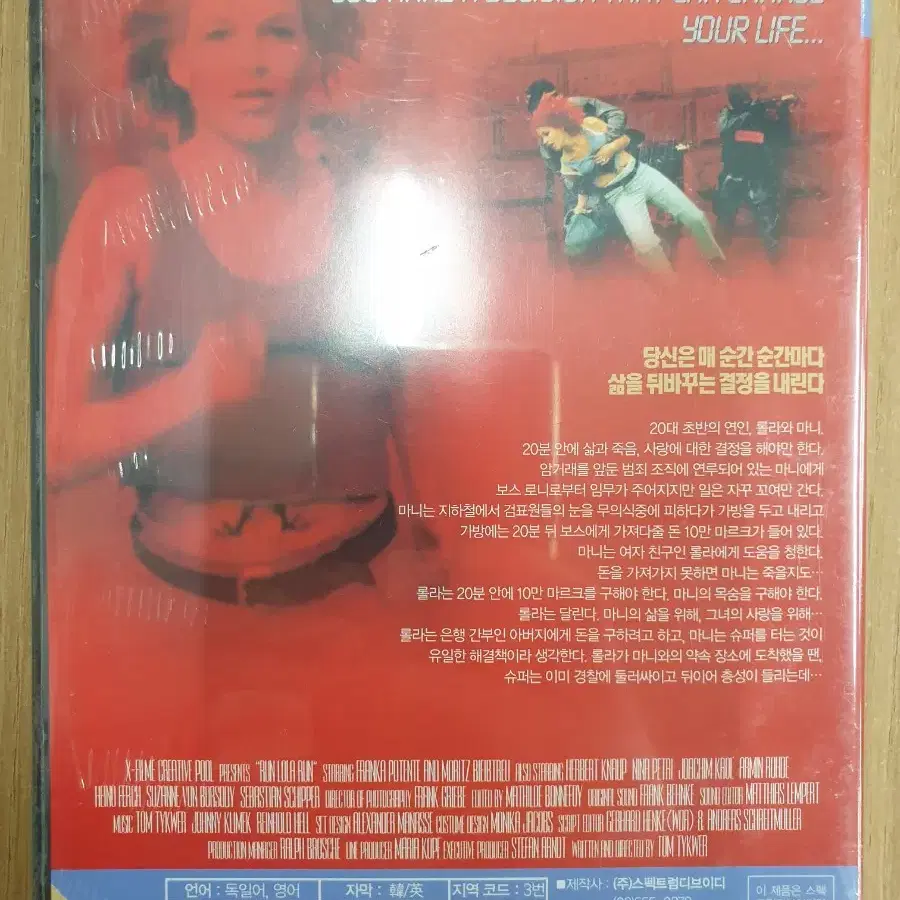 YOUR LIFE...
당신은 매 순간 순간마다
삶을 뒤바꾸는 결정을 내린다
20대 초반의 연인, 롤라와 마니.
20분 안에 삶과 죽음, 사랑에 대한 결정을 해야만 한다.
암거래를 앞둔 범죄 조직에 연루되어 있는 마니에게
보스 로니로부터 임무가 주어지지만 일은 자꾸 꼬여만 간다.
마니는 지하철에서 검표원들의 눈을 무의식중에 피하다가 가방을 두고 내리고
가방에는 20분 뒤 보스에게 가져다줄 돈 10만 마르크가 들어 있다.
마니는 여자 친구인 롤라에게 도움을 청한다.
돈을 가져가지 못하면 마니는 죽을지도…
롤라는 20분 안에 10만 마르크를 구해야 한다. 마니의 목숨을 구해야 한다.
롤라는 달린다. 마니의 삶을 위해, 그녀의 사랑을 위해…
롤라는 은행 간부인 아버지에게 돈을 구하려고 하고, 마니는 슈퍼를 터는 것이
유일한 해결책이라 생각한다. 롤라가 마니와의 약속 장소에 도착했을 땐,
슈퍼는 이미 경찰에 둘러싸이고 뒤이어 총성이 들리는데…
X-FILME CREATIVE POOL PRESENTS "RUN LOLA RUN" STARRING FRANKA POTENTE AND MORITZ BLEIBTREU ALSO STARRING HERBERT KNAUP NINA PETRI JOACHIM KROL ARMIN ROHDE
HEINO FERCH SUZANNE VON BORSODY SEBASTIAN SCHIPPER DIRECTOR OF PHOTOGRAPHY FRANK GRIEBE EDITED BY MATHILDE BONNEFOY ORIGINAL SOUND FRANK BEHNKE SOUND EDITOR MATTHIAS LEMPERT
MUSIC TOM TYKWER JOHNNY KLIMEK REINHOLD HEIL SET DESIGN ALEXANDER MANASSE COSTUME DESIGN MONIKA JACOBS SCRIPT EDITOR GERHARD HENKE (WDR) & ANDREAS SCHREITMULLER
PRODUCTION MANAGER RALPH BROSCHE LINE PRODUCER MARIA KOPF EXECUTIVE PRODUCER STEFAN ARNDT WRITTEN AND DIRECTED BY TOM TYKWER
언어 : 독일어, 영어 자막 : 韓/英 지역 코드 : 3번 ■제작사 : (주)스펙트럼디브이디
이 제품은 스펙